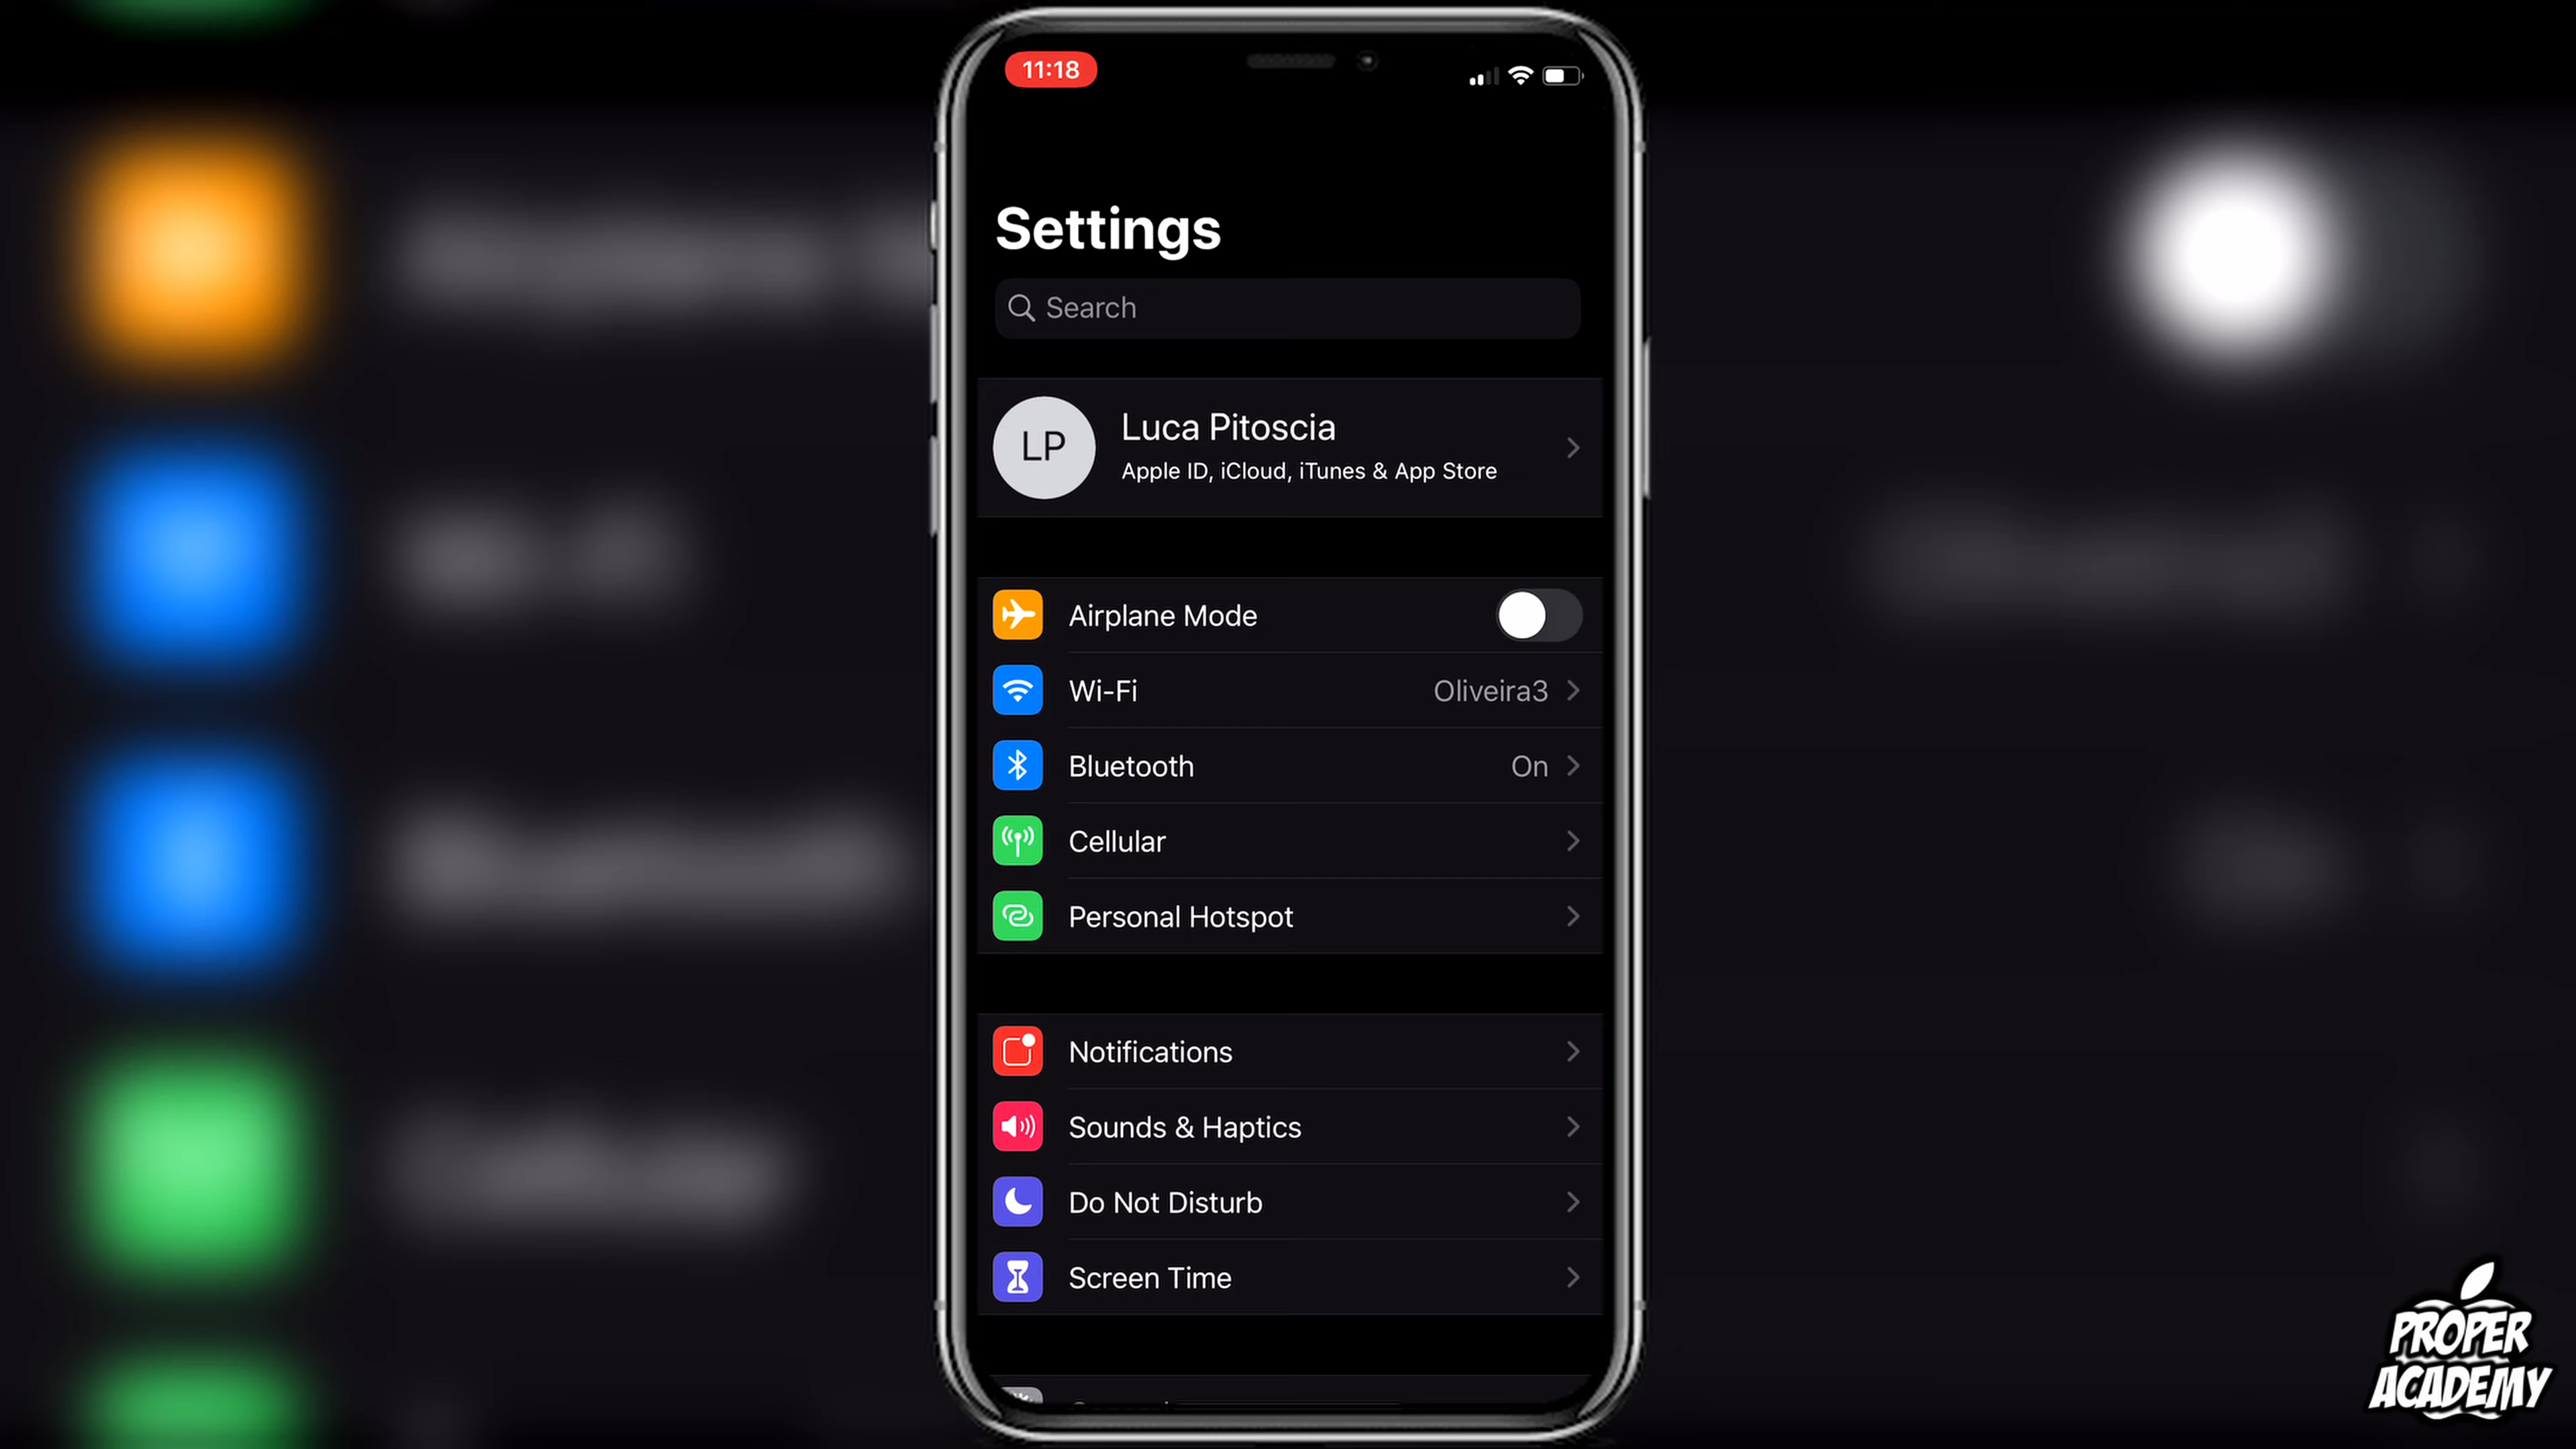 11:18
Settings
Search
LP
Luca Pitoscia
Apple ID, iCloud, iTunes & App Store
Airplane Mode
Wi-Fi Oliveira3
Bluetooth On
Cellular
Personal Hotspot
Notifications
Sounds & Haptics
Do Not Disturb
Screen Time
PROPER
ACADEMY